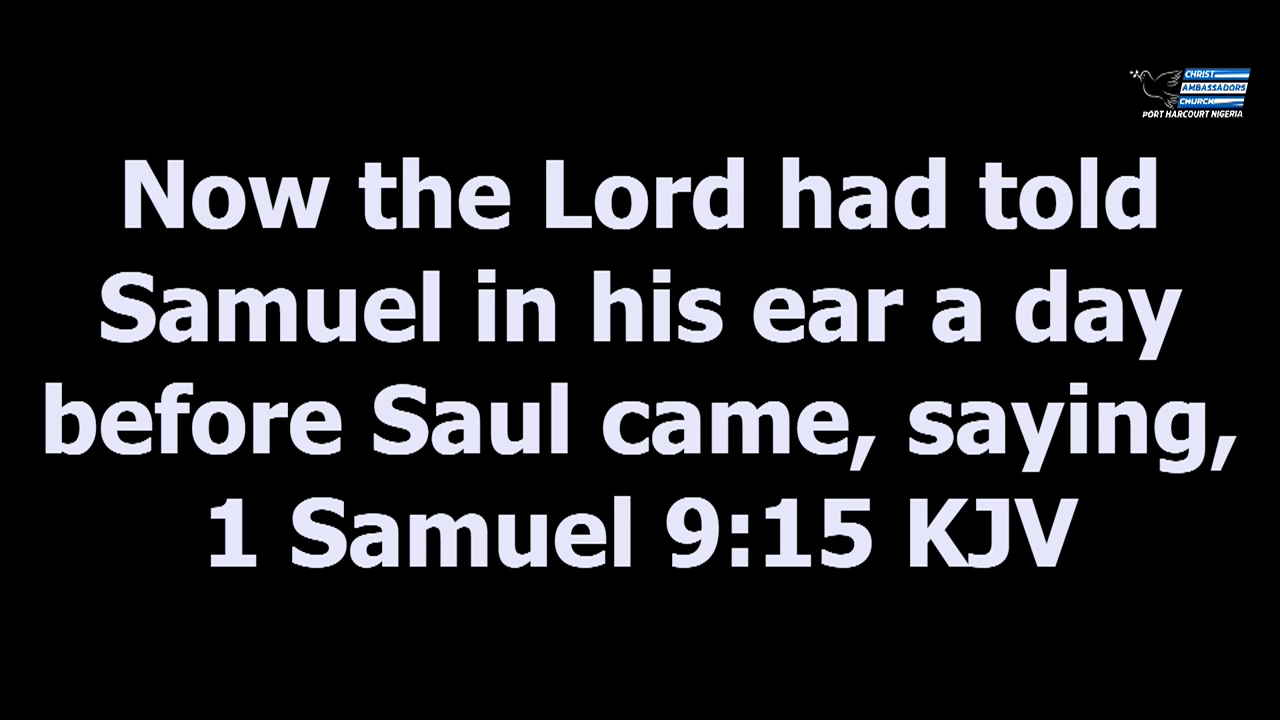 CHRIST
AMBASSADORS
CHURCH
PORT HARCOURT NIGERIA
Now the Lord had told
Samuel in his ear a day
before Saul came, saying,
1 Samuel 9:15 KJV